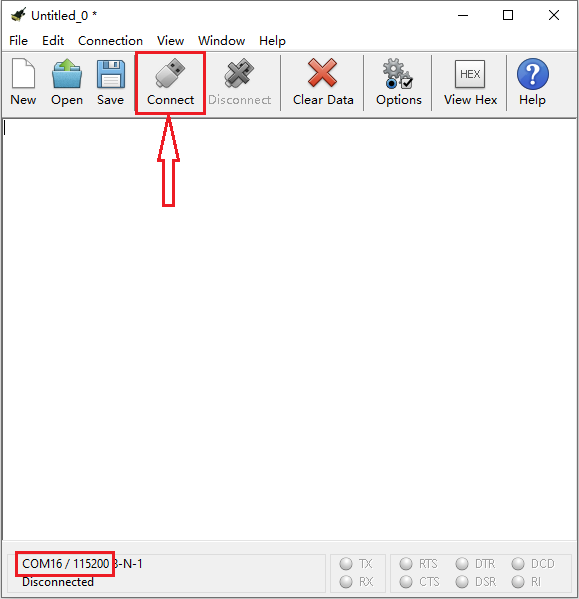 Untitled_0 *
File Edit Connection View Window Help
New Open Save Connect Disconnect Clear Data Options HEX View Hex ? Help
COM16 / 115200 8-N-1
Disconnected
TX
RX
RTS DTR DCD
CTS DSR RI